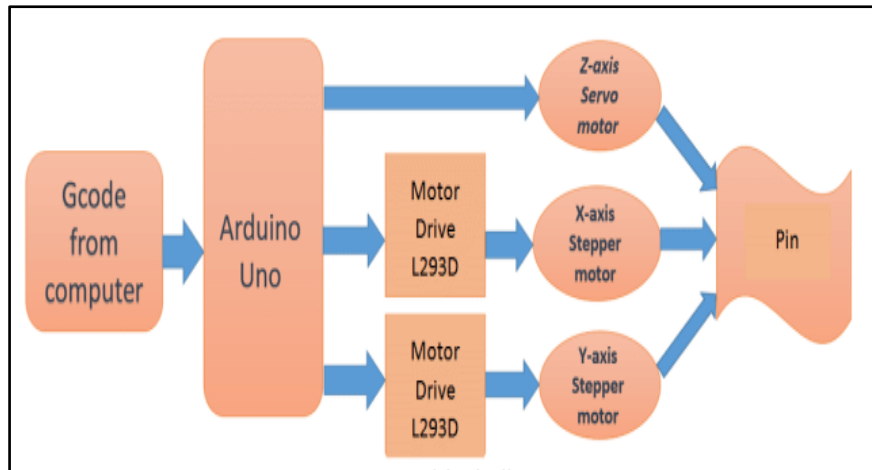 Gcode
from
computer
Arduino
Uno
Z-axis
Servo
motor
Motor
Drive
L293D
X-axis
Stepper
motor
Motor
Drive
L293D
Y-axis
Stepper
motor
Pin